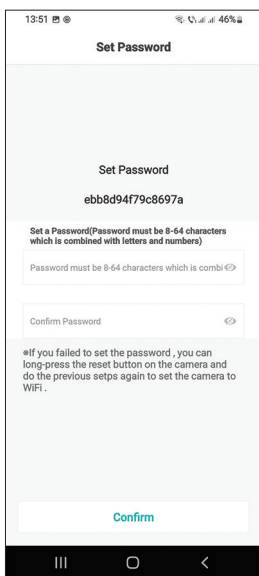 13:51 46%
Set Password
Set Password
ebb8d94f79c8697a
Set a Password(Password must be 8-64 characters
which is combined with letters and numbers)
Password must be 8-64 characters which is combi
Confirm Password
※If you failed to set the password , you can
long-press the reset button on the camera and
do the previous setps again to set the camera to
WiFi .
Confirm